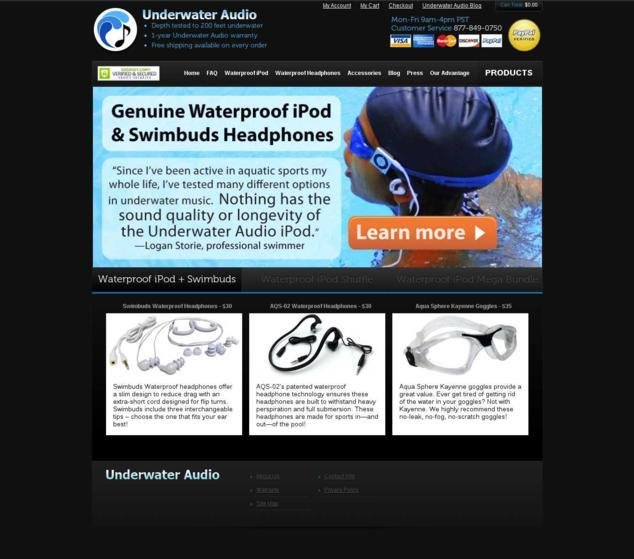 My Account My Cart Checkout Underwater Audio Blog Cart Total: $0.00
Underwater Audio
Depth tested to 200 feet underwater
1-year Underwater Audio warranty
Free shipping available on every order
Mon-Fri 9am-4pm PST
Customer Service 877-849-0750
VISA MasterCard DISCOVER PayPal
PayPal
VERIFIED
VERIFIED & SECURED
Home FAQ Waterproof iPod Waterproof Headphones Accessories Blog Press Our Advantage PRODUCTS
Genuine Waterproof iPod
& Swimbuds Headphones
“Since I’ve been active in aquatic sports my
whole life, I’ve tested many different options
in underwater music. Nothing has the
sound quality or longevity of
the Underwater Audio iPod.”
—Logan Storie, professional swimmer
Learn more
Waterproof iPod + Swimbuds Waterproof iPod Shuffle Waterproof iPod Mega Bundle
Swimbuds Waterproof Headphones - $30
Swimbuds Waterproof headphones offer
a slim design to reduce drag with an
extra-short cord designed for flip turns.
Swimbuds include three interchangeable
tips – choose the one that fits your ear
best!
AQS-02 Waterproof Headphones - $30
AQS-02's patented waterproof
headphone technology ensures these
headphones are built to withstand heavy
perspiration and full submersion. These
headphones are made for sports in—and
out—of the pool!
Aqua Sphere Kayenne Goggles - $35
Aqua Sphere Kayenne goggles provide a
great value. Ever get tired of getting rid
of the water in your goggles? Not with
Kayenne. We highly recommend these
no-leak, no-fog, no-scratch goggles!
Underwater Audio
About Us
Warranty
Site Map
Contact Info
Privacy Policy